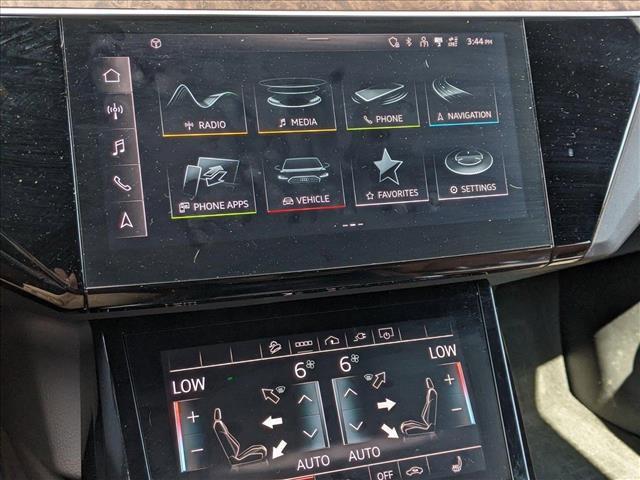 3:44 PM
RADIO MEDIA PHONE NAVIGATION
PHONE APPS VEHICLE FAVORITES SETTINGS
6 6
LOW LOW
+ +
- -
AUTO AUTO
OFF